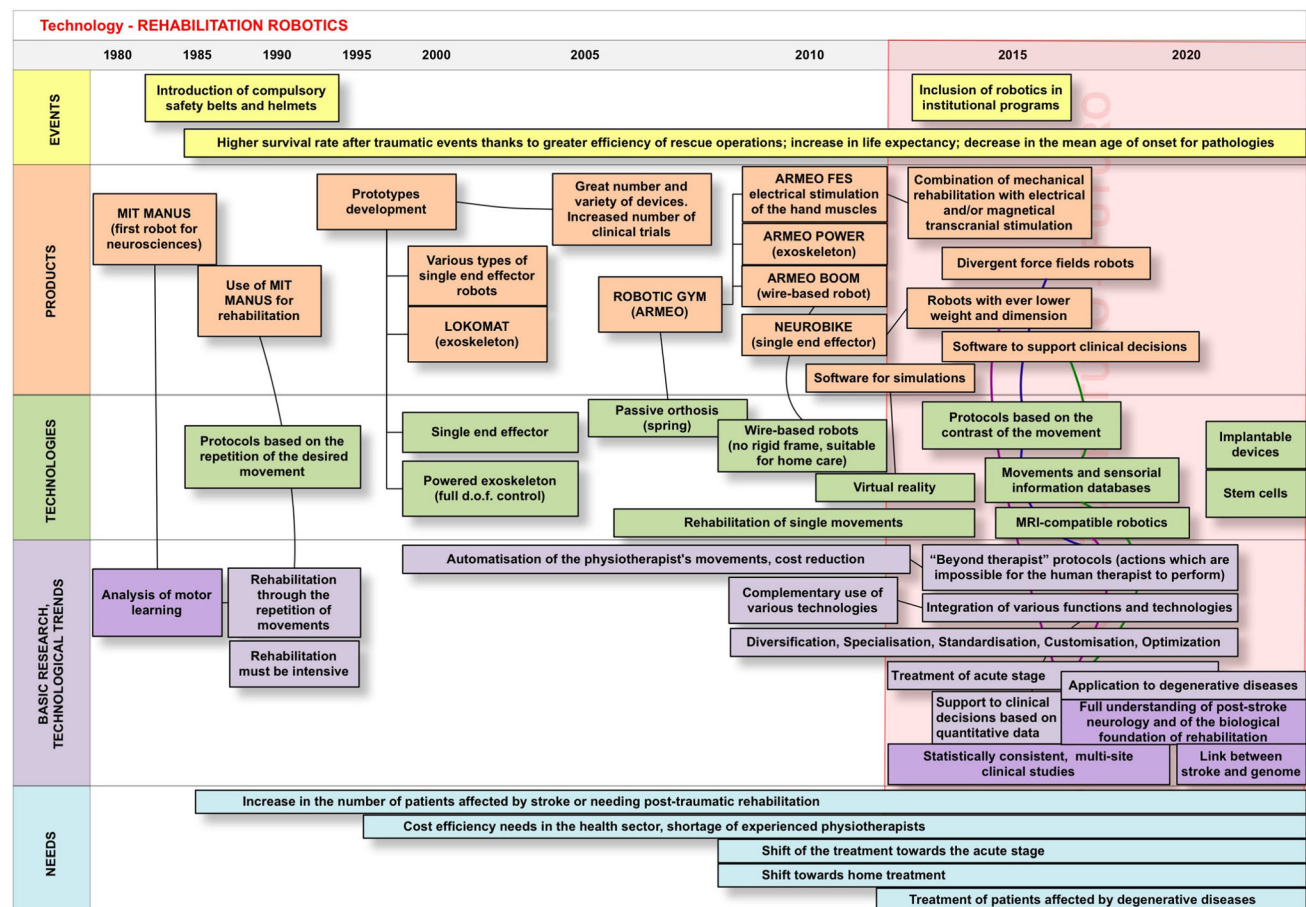 Technology - REHABILITATION ROBOTICS
1980 1985 1990 1995 2000 2005 2010 2015 2020
EVENTS
Introduction of compulsory
safety belts and helmets
Inclusion of robotics in
institutional programs
Higher survival rate after traumatic events thanks to greater efficiency of rescue operations; increase in life expectancy; decrease in the mean age of onset for pathologies
PRODUCTS
MIT MANUS
(first robot for
neurosciences)
Use of MIT
MANUS for
rehabilitation
Prototypes
development
Various types of
single end effector
robots
LOKOMAT
(exoskeleton)
Great number and
variety of devices.
Increased number of
clinical trials
ROBOTIC GYM
(ARMEO)
ARMEO FES
electrical stimulation
of the hand muscles
ARMEO POWER
(exoskeleton)
ARMEO BOOM
(wire-based robot)
NEUROBIKE
(single end effector)
Software for simulations
Combination of mechanical
rehabilitation with electrical
and/or magnetical
transcranial stimulation
Divergent force fields robots
Robots with ever lower
weight and dimension
Software to support clinical decisions
TECHNOLOGIES
Protocols based on the
repetition of the desired
movement
Single end effector
Powered exoskeleton
(full d.o.f. control)
Passive orthosis
(spring)
Wire-based robots
(no rigid frame, suitable
for home care)
Virtual reality
Rehabilitation of single movements
Protocols based on the
contrast of the movement
Movements and sensorial
information databases
MRI-compatible robotics
Implantable
devices
Stem cells
BASIC RESEARCH,
TECHNOLOGICAL TRENDS
Analysis of motor
learning
Rehabilitation
through the
repetition of
movements
Rehabilitation
must be intensive
Automatisation of the physiotherapist's movements, cost reduction
“Beyond therapist” protocols (actions which are
impossible for the human therapist to perform)
Complementary use of
various technologies
Integration of various functions and technologies
Diversification, Specialisation, Standardisation, Customisation, Optimization
Treatment of acute stage
Application to degenerative diseases
Support to clinical
decisions based on
quantitative data
Full understanding of post-stroke
neurology and of the biological
foundation of rehabilitation
Statistically consistent, multi-site
clinical studies
Link between
stroke and genome
NEEDS
Increase in the number of patients affected by stroke or needing post-traumatic rehabilitation
Cost efficiency needs in the health sector, shortage of experienced physiotherapists
Shift of the treatment towards the acute stage
Shift towards home treatment
Treatment of patients affected by degenerative diseases